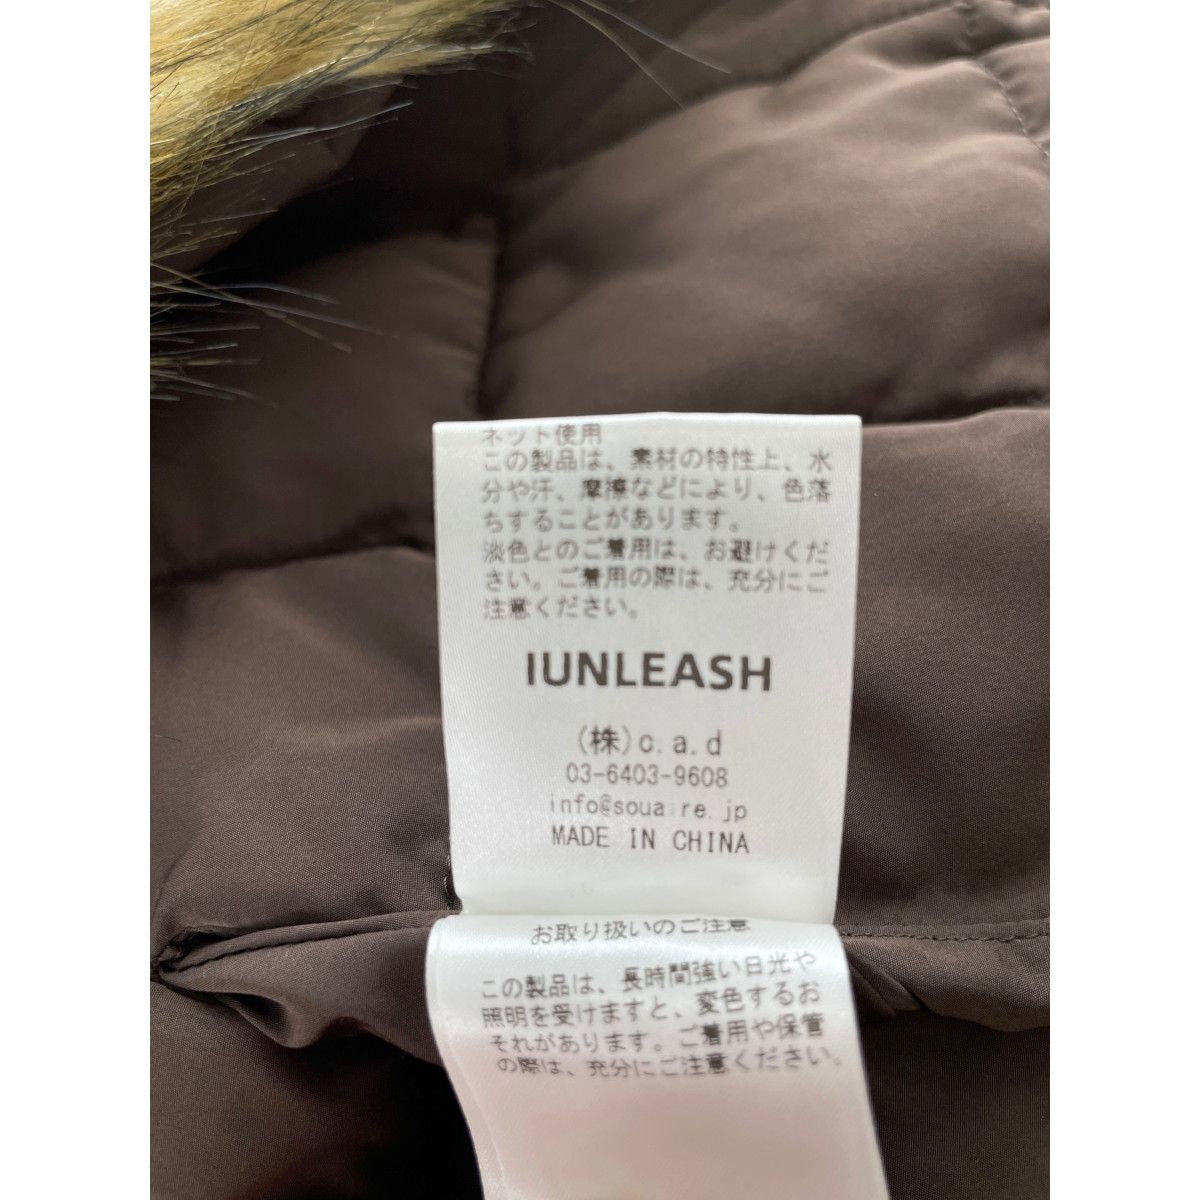 ネット使用
この製品は、素材の特性上、水
分や汗、摩擦などにより、色落
ちすることがあります。
淡色とのご着用は、お避けくだ
さい。ご着用の際は、充分にご
注意ください。
IUNLEASH
(株)c.a.d
03-6403-9608
info@souaire.jp
MADE IN CHINA
お取り扱いのご注意
この製品は、長時間強い日光や
照明を受けますと、変色するお
それがあります。ご着用や保管
の際は、充分にご注意ください。